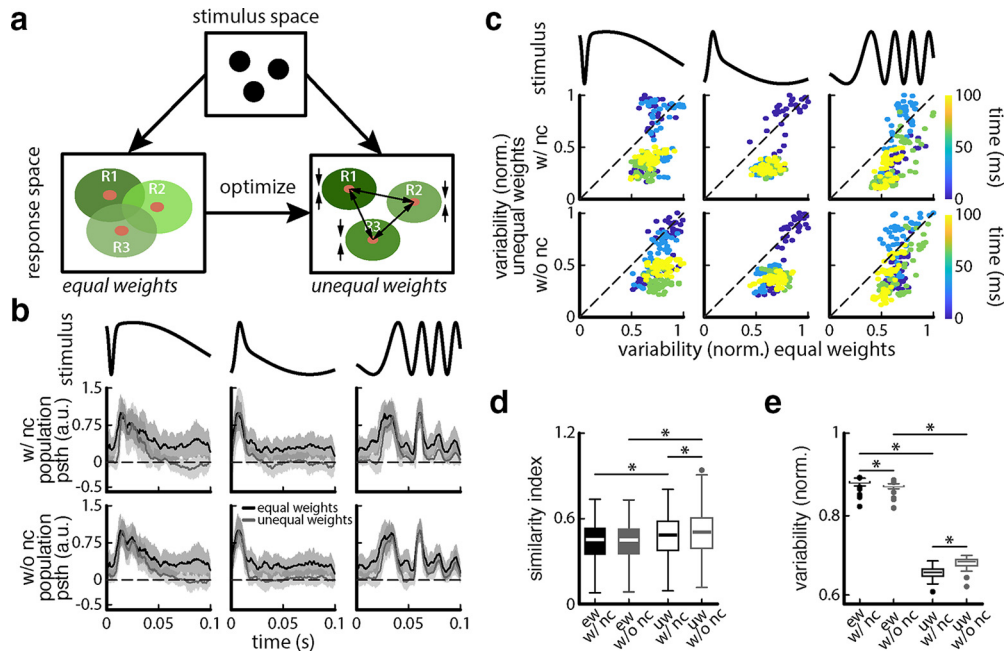 a
stimulus space
response space
R1
R2
R3
equal weights
optimize
R1
R2
R3
unequal weights
b
stimulus
w/ nc
population
psth (a.u.)
1.5
0.75
0
-0.5
w/o nc
population
psth (a.u.)
1.5
0.75
0
-0.5
equal weights
unequal weights
0 0.05 0.1 0 0.05 0.1 0 0.05 0.1
time (s)
c
stimulus
variability (norm.)
unequal weights
w/ nc
1
0.5
0
100
50
0
time (ms)
w/o nc
1
0.5
0
100
50
0
time (ms)
0 0.5 1 0 0.5 1 0 0.5 1
variability (norm.) equal weights
d
similarity index
1.2
0.6
0
* * *
ew w/ nc
ew w/o nc
uw w/ nc
uw w/o nc
e
variability (norm.)
1
0.8
0.6
* * * *
ew w/ nc
ew w/o nc
uw w/ nc
uw w/o nc